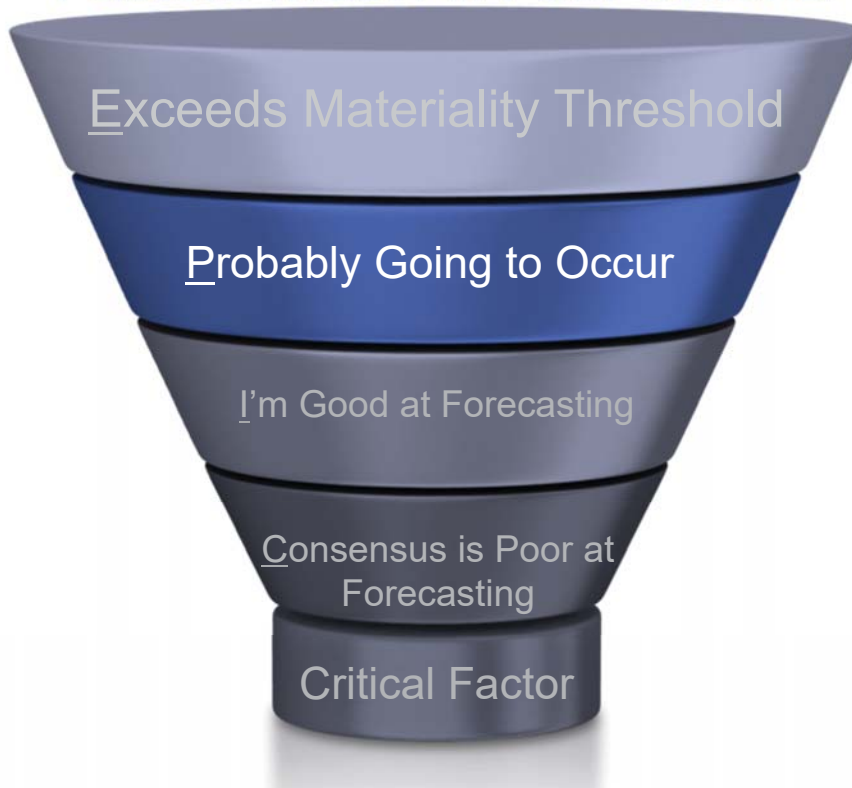 Exceeds Materiality Threshold
Probably Going to Occur
I'm Good at Forecasting
Consensus is Poor at
Forecasting
Critical Factor